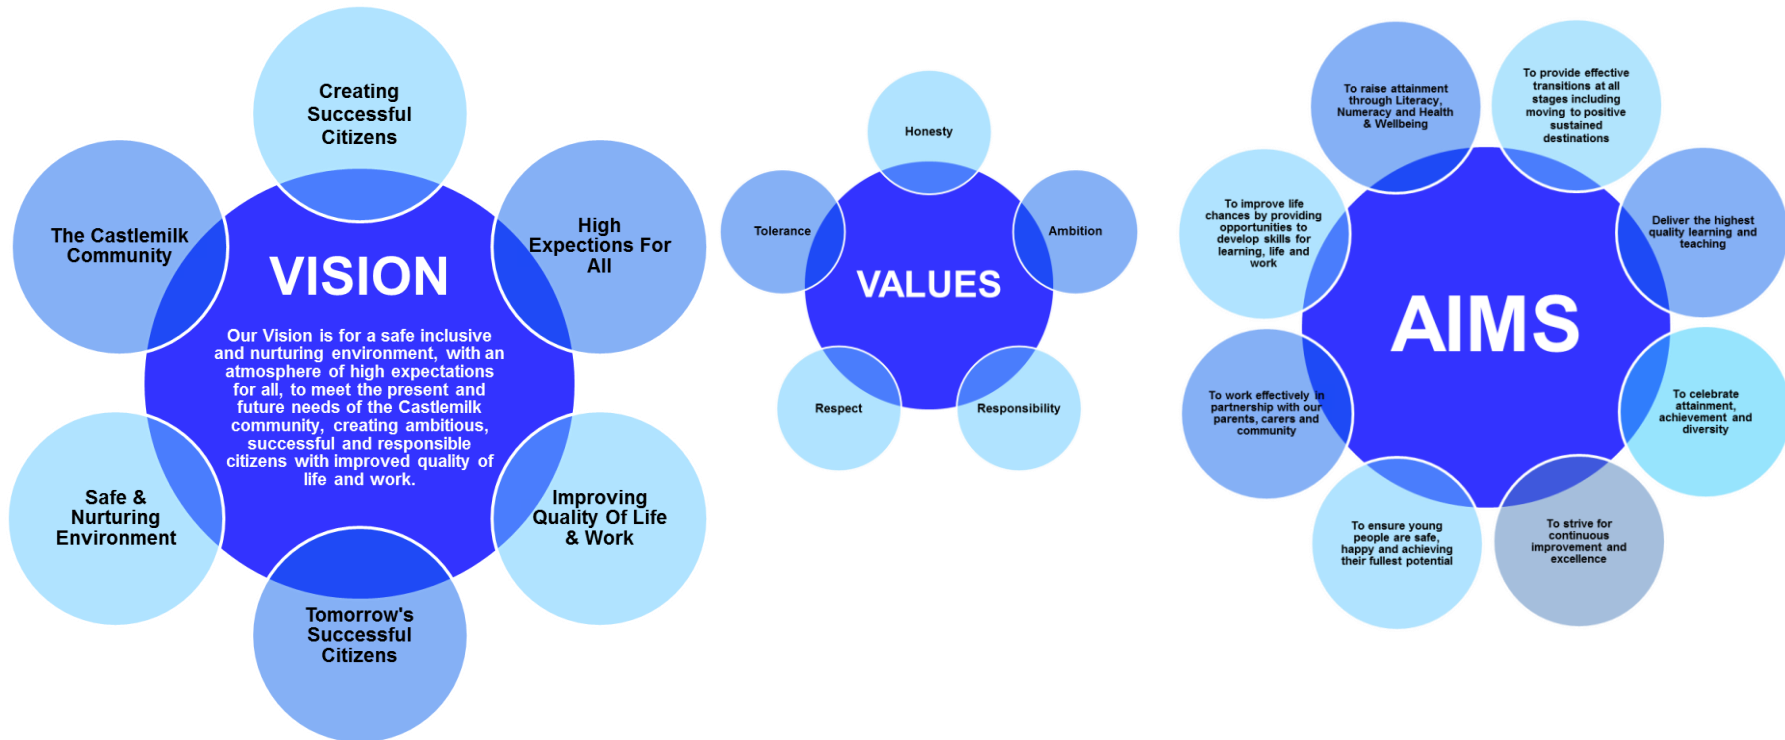 Creating
Successful
Citizens
The Castlemilk
Community
High
Expections For
All
VISION
Our Vision is for a safe inclusive
and nurturing environment, with an
atmosphere of high expectations
for all, to meet the present and
future needs of the Castlemilk
community, creating ambitious,
successful and responsible
citizens with improved quality of
life and work.
Safe &
Nurturing
Environment
Improving
Quality Of Life
& Work
Tomorrow's
Successful
Citizens
Honesty
Tolerance
Ambition
VALUES
Respect
Responsibility
To raise attainment
through Literacy,
Numeracy and Health
& Wellbeing
To provide effective
transitions at all
stages including
moving to positive
sustained
destinations
To improve life
chances by providing
opportunities to
develop skills for
learning, life and
work
Deliver the highest
quality learning and
teaching
AIMS
To work effectively in
partnership with our
parents, carers and
community
To celebrate
attainment,
achievement and
diversity
To ensure young
people are safe,
happy and achieving
their fullest potential
To strive for
continuous
improvement and
excellence